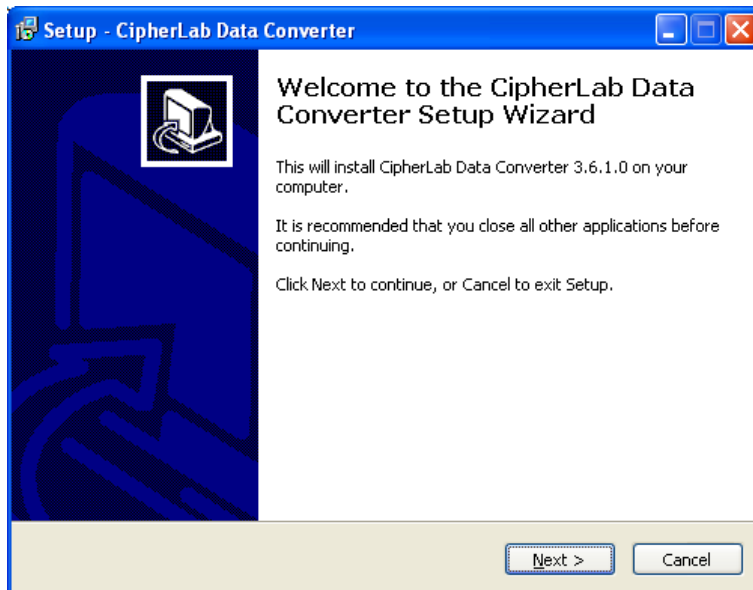 Setup - CipherLab Data Converter
Welcome to the CipherLab Data
Converter Setup Wizard
This will install CipherLab Data Converter 3.6.1.0 on your
computer.
It is recommended that you close all other applications before
continuing.
Click Next to continue, or Cancel to exit Setup.
Next >
Cancel